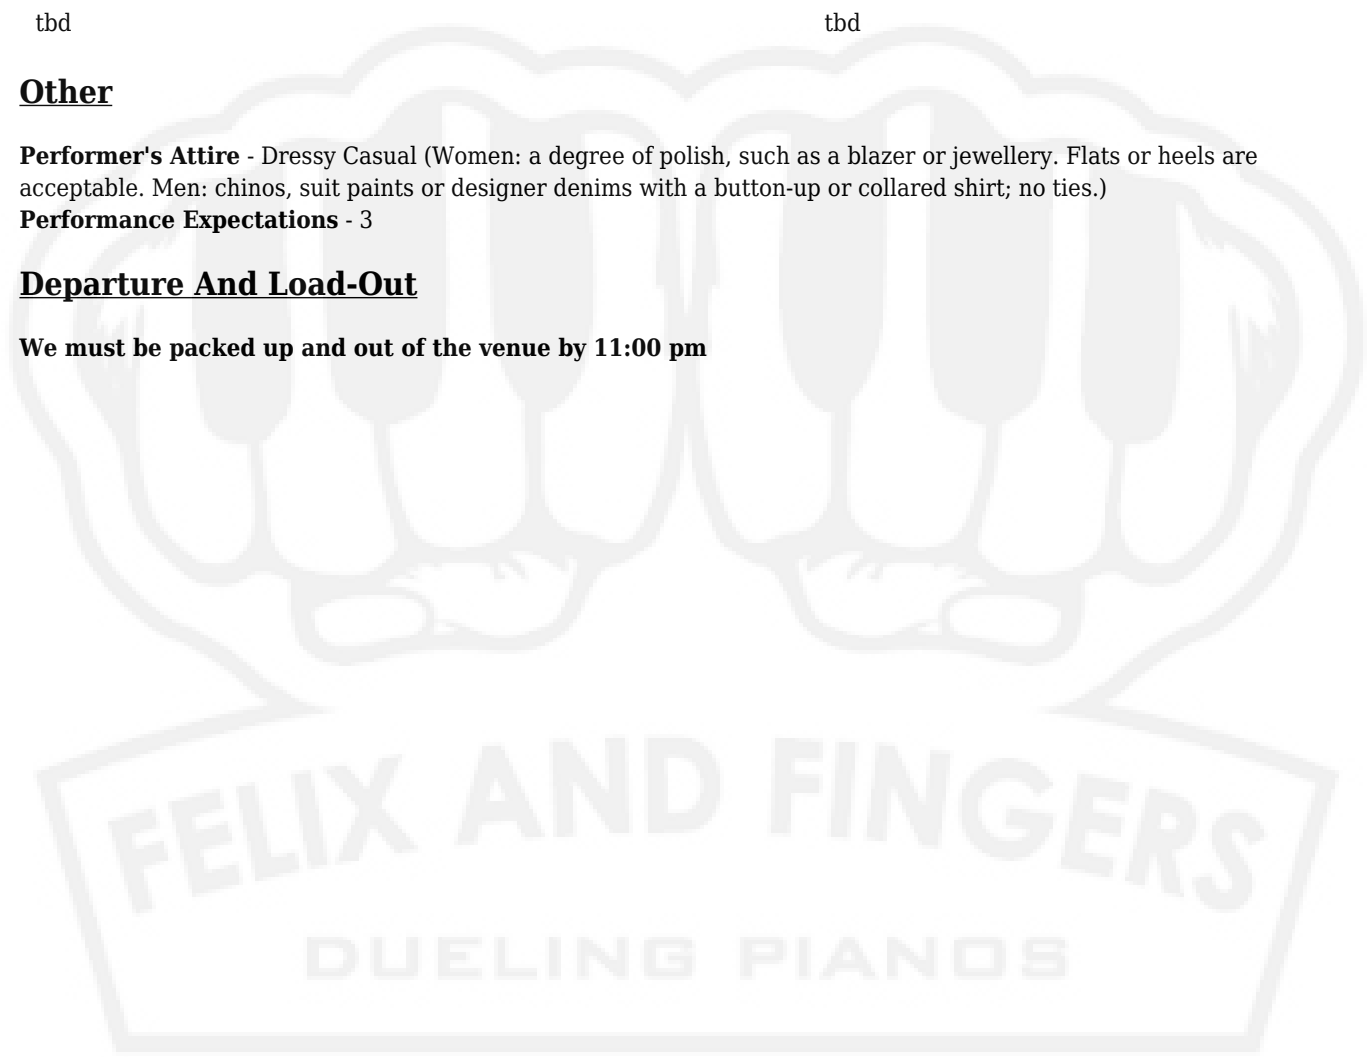 tbd tbd
Other
Performer's Attire - Dressy Casual (Women: a degree of polish, such as a blazer or jewellery. Flats or heels are
acceptable. Men: chinos, suit paints or designer denims with a button-up or collared shirt; no ties.)
Performance Expectations - 3
Departure And Load-Out
We must be packed up and out of the venue by 11:00 pm
FELIX AND FINGERS
DUELING PIANOS